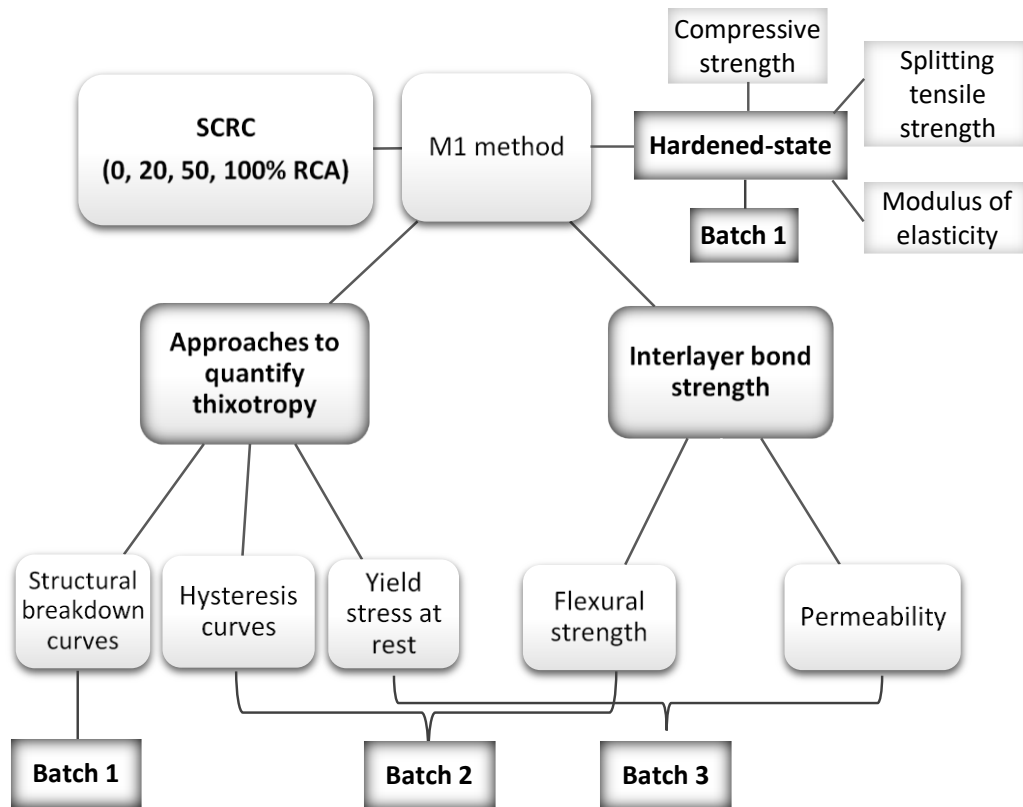 Compressive
strength
Splitting
tensile
strength
SCRC
(0, 20, 50, 100% RCA)
M1 method
Hardened-state
Modulus of
elasticity
Batch 1
Approaches to
quantify
thixotropy
Interlayer bond
strength
Structural
breakdown
curves
Hysteresis
curves
Yield
stress at
rest
Flexural
strength
Permeability
Batch 1
Batch 2
Batch 3